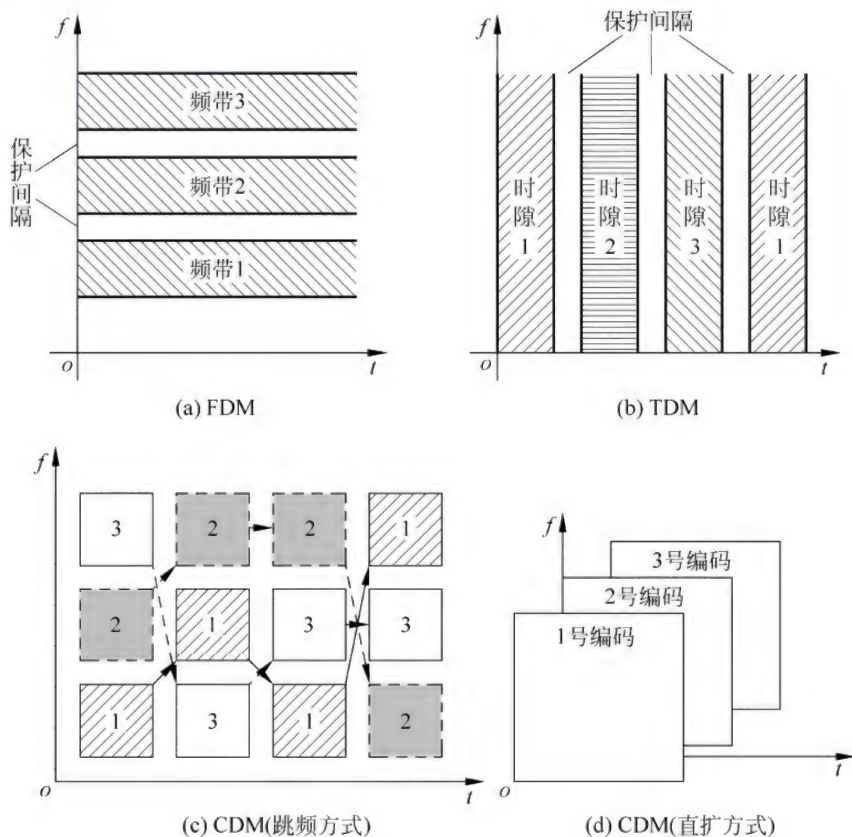 f
频带3
频带2
频带1
保护间隔
o
t
(a) FDM
f
保护间隔
时隙1
时隙2
时隙3
时隙1
o
t
(b) TDM
f
3
2
2
1
2
1
3
3
1
3
1
2
o
t
(c) CDM(跳频方式)
f
3号编码
2号编码
1号编码
o
t
(d) CDM(直扩方式)